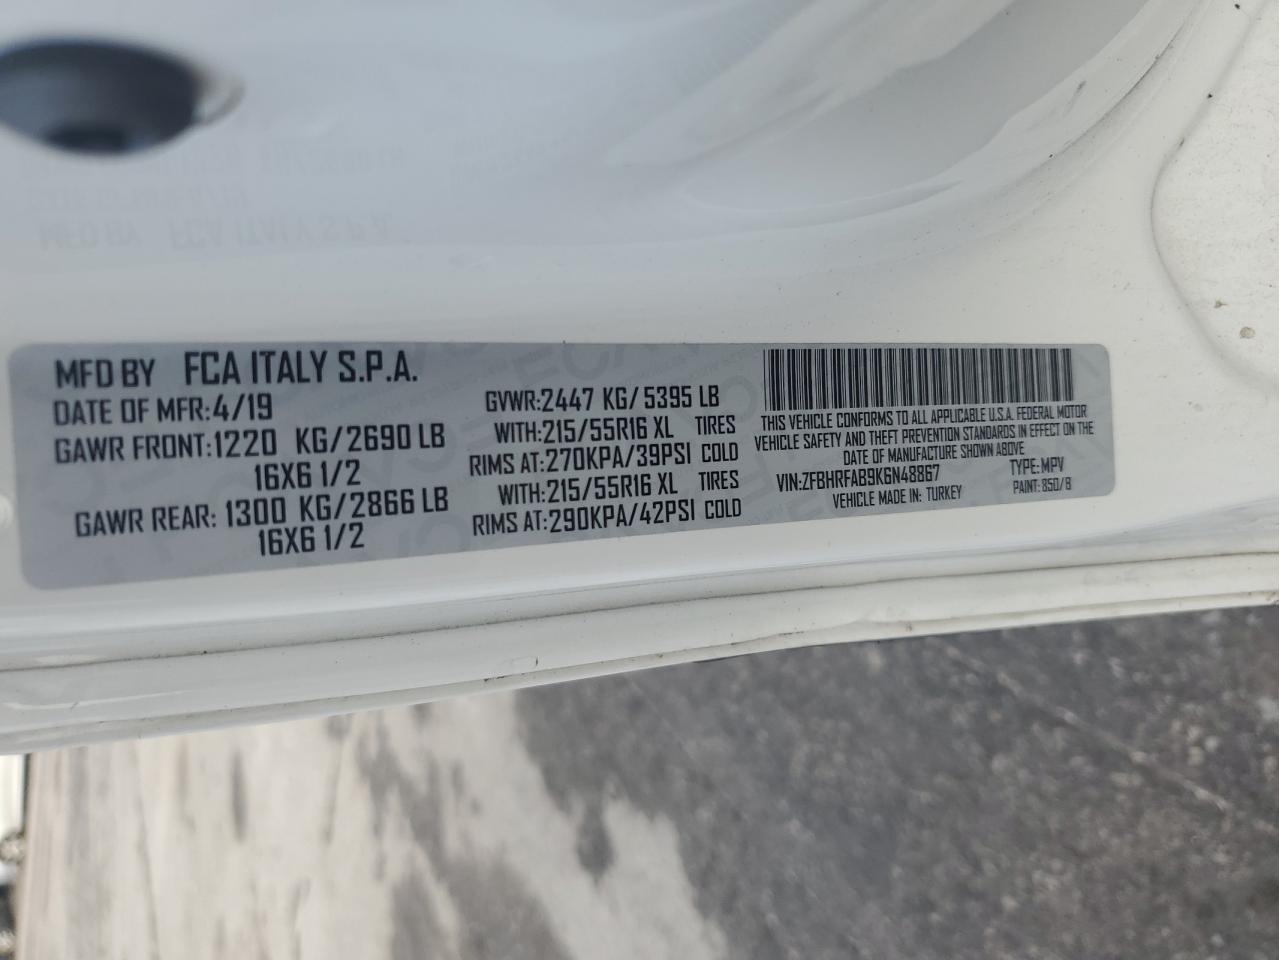 MFD BY FCA ITALY S.P.A.
DATE OF MFR:4/19
GAWR FRONT:1220 KG/2690 LB
16X6 1/2
GAWR REAR: 1300 KG/2866 LB
16X6 1/2
GVWR:2447 KG/ 5395 LB
WITH:215/55R16 XL TIRES
RIMS AT:270KPA/39PSI COLD
WITH:215/55R16 XL TIRES
RIMS AT:290KPA/42PSI COLD
THIS VEHICLE CONFORMS TO ALL APPLICABLE U.S.A. FEDERAL MOTOR
VEHICLE SAFETY AND THEFT PREVENTION STANDARDS IN EFFECT ON THE
DATE OF MANUFACTURE SHOWN ABOVE
VIN:ZFBHRFAB9K6N48867 TYPE:MPV
VEHICLE MADE IN: TURKEY PAINT: 850/B